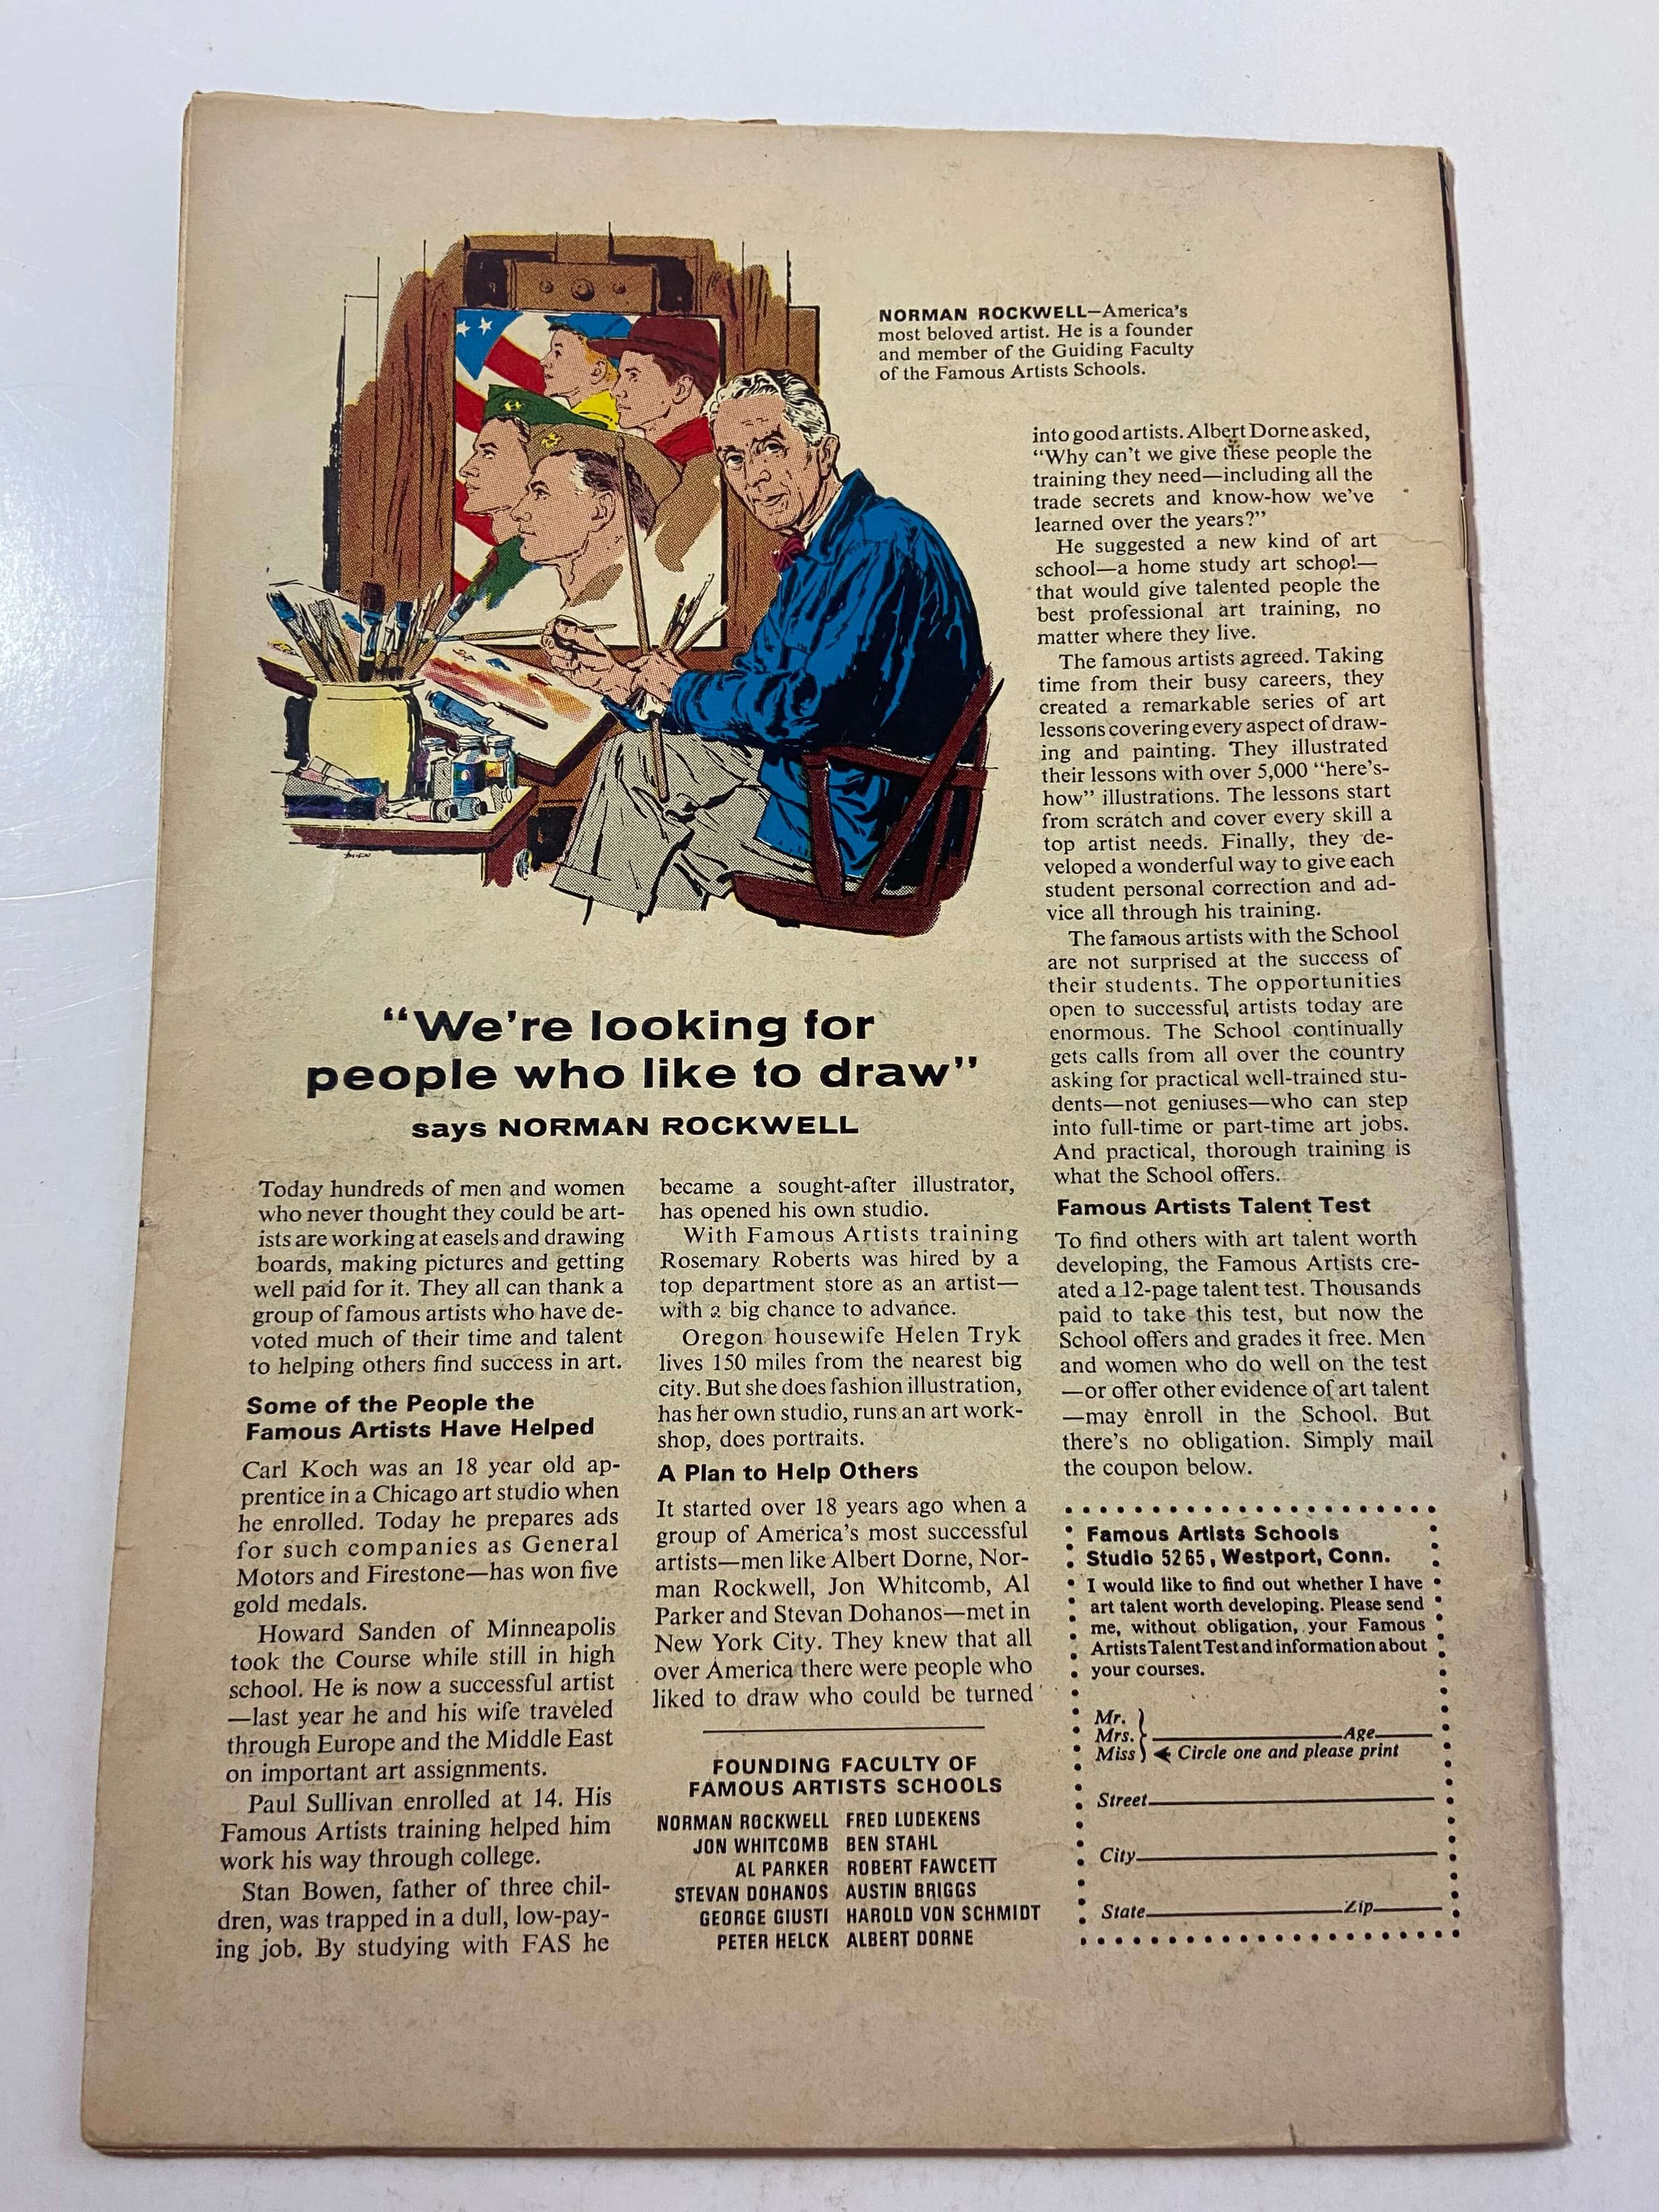 NORMAN ROCKWELL—America's
most beloved artist. He is a founder
and member of the Guiding Faculty
of the Famous Artists Schools.
"We're looking for
people who like to draw"
says NORMAN ROCKWELL
Today hundreds of men and women
who never thought they could be art-
ists are working at easels and drawing
boards, making pictures and getting
well paid for it. They all can thank a
group of famous artists who have de-
voted much of their time and talent
to helping others find success in art.
Some of the People the
Famous Artists Have Helped
Carl Koch was an 18 year old ap-
prentice in a Chicago art studio when
he enrolled. Today he prepares ads
for such companies as General
Motors and Firestone—has won five
gold medals.
Howard Sanden of Minneapolis
took the Course while still in high
school. He is now a successful artist
—last year he and his wife traveled
through Europe and the Middle East
on important art assignments.
Paul Sullivan enrolled at 14. His
Famous Artists training helped him
work his way through college.
Stan Bowen, father of three chil-
dren, was trapped in a dull, low-pay-
ing job. By studying with FAS he
became a sought-after illustrator,
has opened his own studio.
With Famous Artists training
Rosemary Roberts was hired by a
top department store as an artist—
with a big chance to advance.
Oregon housewife Helen Tryk
lives 150 miles from the nearest big
city. But she does fashion illustration,
has her own studio, runs an art work-
shop, does portraits.
A Plan to Help Others
It started over 18 years ago when a
group of America's most successful
artists—men like Albert Dorne, Nor-
man Rockwell, Jon Whitcomb, Al
Parker and Stevan Dohanos—met in
New York City. They knew that all
over America there were people who
liked to draw who could be turned
into good artists. Albert Dorne asked,
"Why can't we give these people the
training they need—including all the
trade secrets and know-how we've
learned over the years?"
He suggested a new kind of art
school—a home study art school—
that would give talented people the
best professional art training, no
matter where they live.
The famous artists agreed. Taking
time from their busy careers, they
created a remarkable series of art
lessons covering every aspect of draw-
ing and painting. They illustrated
their lessons with over 5,000 "here's-
how" illustrations. The lessons start
from scratch and cover every skill a
top artist needs. Finally, they de-
veloped a wonderful way to give each
student personal correction and ad-
vice all through his training.
The famous artists with the School
are not surprised at the success of
their students. The opportunities
open to successful artists today are
enormous. The School continually
gets calls from all over the country
asking for practical well-trained stu-
dents—not geniuses—who can step
into full-time or part-time art jobs.
And practical, thorough training is
what the School offers.
Famous Artists Talent Test
To find others with art talent worth
developing, the Famous Artists cre-
ated a 12-page talent test. Thousands
paid to take this test, but now the
School offers and grades it free. Men
and women who do well on the test
—or offer other evidence of art talent
—may enroll in the School. But
there's no obligation. Simply mail
the coupon below.
FOUNDING FACULTY OF
FAMOUS ARTISTS SCHOOLS
NORMAN ROCKWELL FRED LUDEKENS
JON WHITCOMB BEN STAHL
AL PARKER ROBERT FAWCETT
STEVAN DOHANOS AUSTIN BRIGGS
GEORGE GIUSTI HAROLD VON SCHMIDT
PETER HELCK ALBERT DORNE
Famous Artists Schools
Studio 5265, Westport, Conn.
I would like to find out whether I have
art talent worth developing. Please send
me, without obligation, your Famous
Artists Talent Test and information about
your courses.
Mr.
Mrs. Age
Miss Circle one and please print
Street
City
State Zip